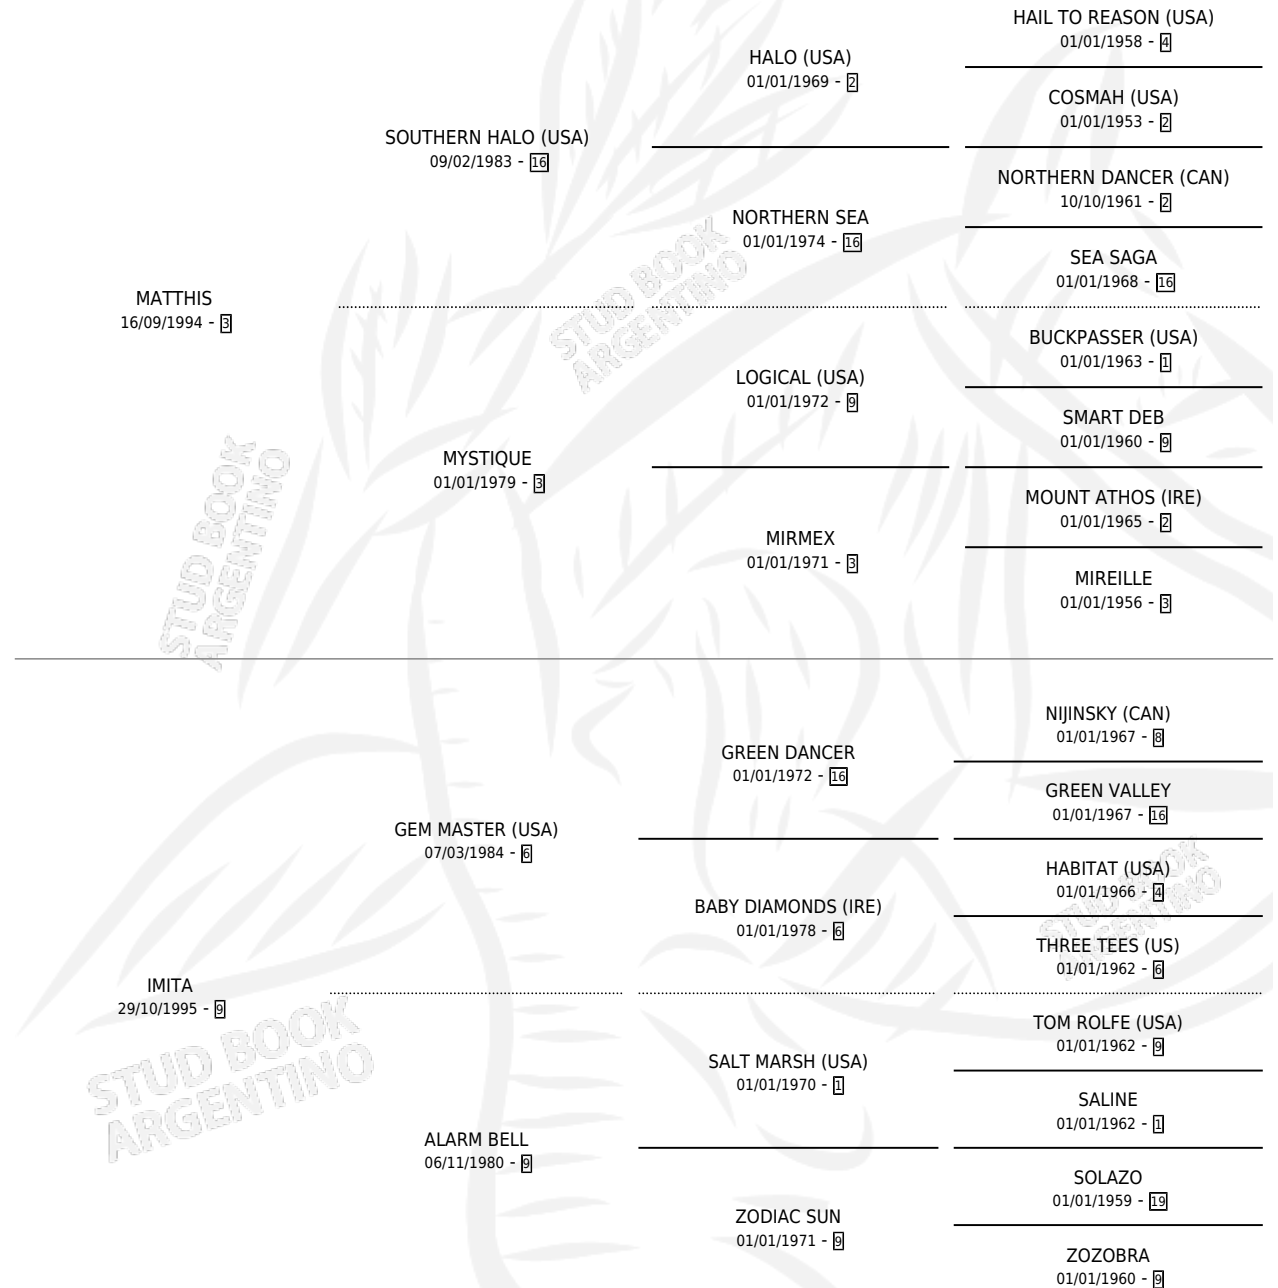 HAIL TO REASON (USA)
01/01/1958 - 4
HALO (USA)
01/01/1969 - 2
COSMAH (USA)
01/01/1953 - 2
SOUTHERN HALO (USA)
09/02/1983 - 16
NORTHERN DANCER (CAN)
10/10/1961 - 2
NORTHERN SEA
01/01/1974 - 16
SEA SAGA
01/01/1968 - 16
MATTHIS
16/09/1994 - 3
STUD BOOK
ARGENTINO
BUCKPASSER (USA)
01/01/1963 - 1
LOGICAL (USA)
01/01/1972 - 9
SMART DEB
01/01/1960 - 9
MYSTIQUE
01/01/1979 - 3
MOUNT ATHOS (IRE)
01/01/1965 - 2
MIRMEX
01/01/1971 - 3
MIREILLE
01/01/1956 - 3
STUD BOOK
ARGENTINO
NIJINSKY (CAN)
01/01/1967 - 8
GREEN DANCER
01/01/1972 - 16
GREEN VALLEY
01/01/1967 - 16
GEM MASTER (USA)
07/03/1984 - 6
HABITAT (USA)
01/01/1966 - 4
BABY DIAMONDS (IRE)
01/01/1978 - 6
STUD BOOK
ARGENTINO
THREE TEES (US)
01/01/1962 - 6
IMITA
29/10/1995 - 9
STUD BOOK
ARGENTINO
TOM ROLFE (USA)
01/01/1962 - 9
SALT MARSH (USA)
01/01/1970 - 1
SALINE
01/01/1962 - 1
ALARM BELL
06/11/1980 - 9
SOLAZO
01/01/1959 - 19
ZODIAC SUN
01/01/1971 - 9
ZOZOBRA
01/01/1960 - 9